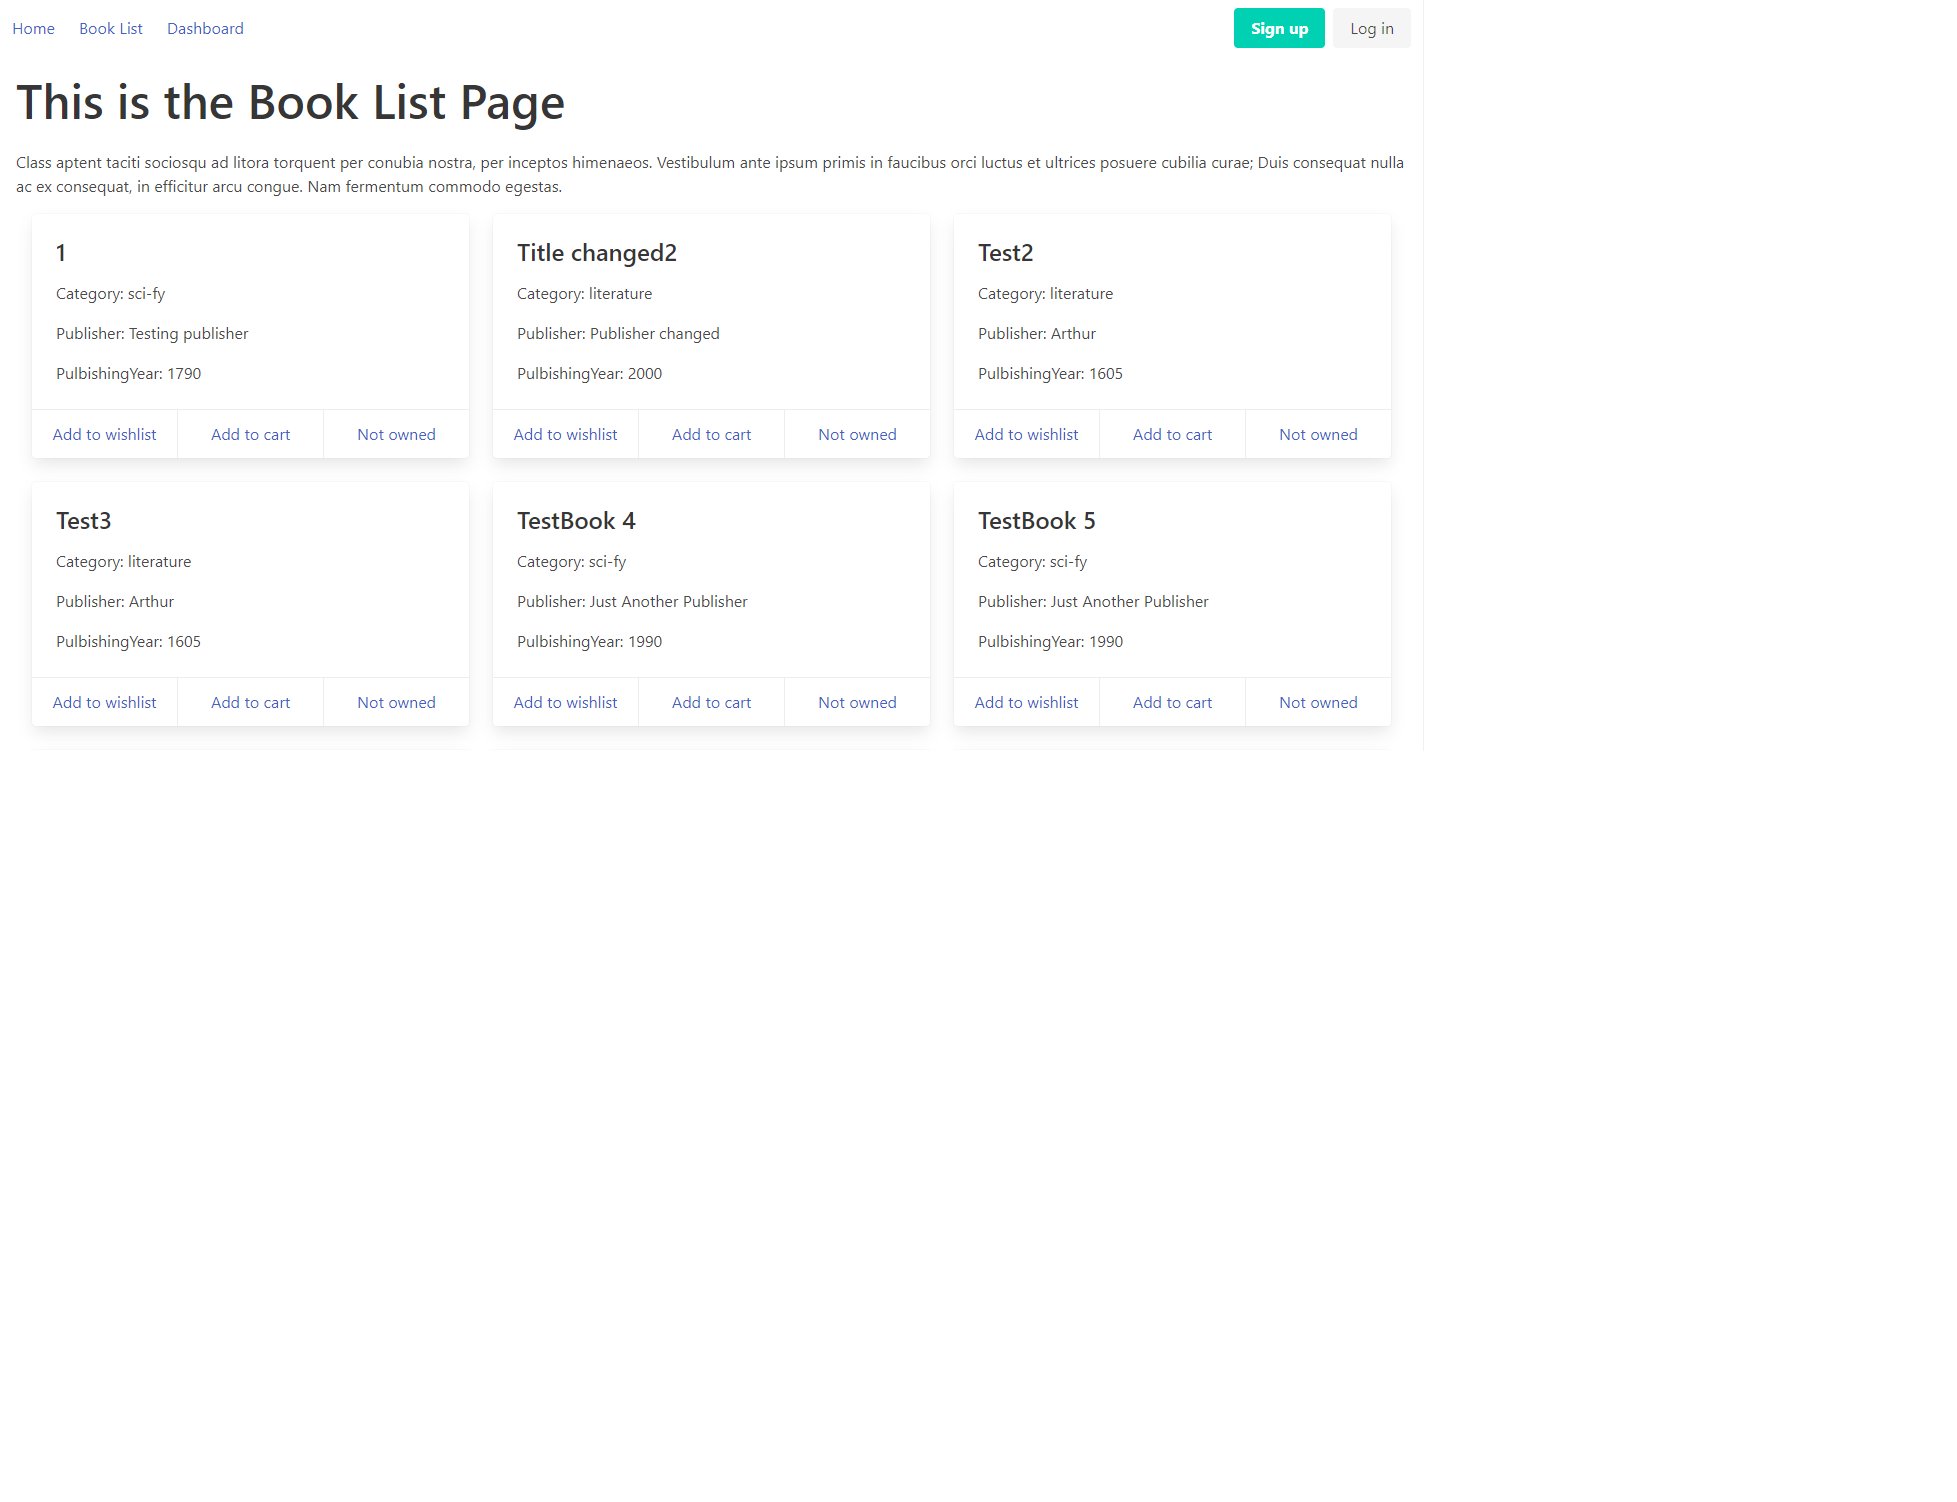 Home Book List Dashboard Sign up Log in
This is the Book List Page
Class aptent taciti sociosqu ad litora torquent per conubia nostra, per inceptos himenaeos. Vestibulum ante ipsum primis in faucibus orci luctus et ultrices posuere cubilia curae; Duis consequat nulla
ac ex consequat, in efficitur arcu congue. Nam fermentum commodo egestas.
1
Category: sci-fy
Publisher: Testing publisher
PulbishingYear: 1790
Add to wishlist Add to cart Not owned
Title changed2
Category: literature
Publisher: Publisher changed
PulbishingYear: 2000
Add to wishlist Add to cart Not owned
Test2
Category: literature
Publisher: Arthur
PulbishingYear: 1605
Add to wishlist Add to cart Not owned
Test3
Category: literature
Publisher: Arthur
PulbishingYear: 1605
Add to wishlist Add to cart Not owned
TestBook 4
Category: sci-fy
Publisher: Just Another Publisher
PulbishingYear: 1990
Add to wishlist Add to cart Not owned
TestBook 5
Category: sci-fy
Publisher: Just Another Publisher
PulbishingYear: 1990
Add to wishlist Add to cart Not owned